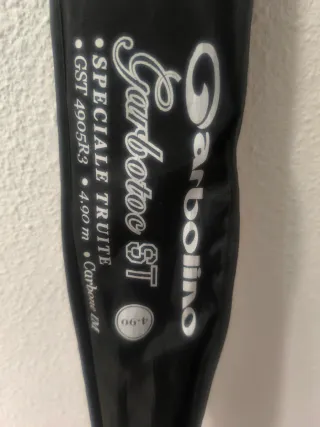 Garbolino
Garbotec ST
4.90
• SPECIALE TRUITE
• GST 4905R3 • 4.90 m • Carbone IM